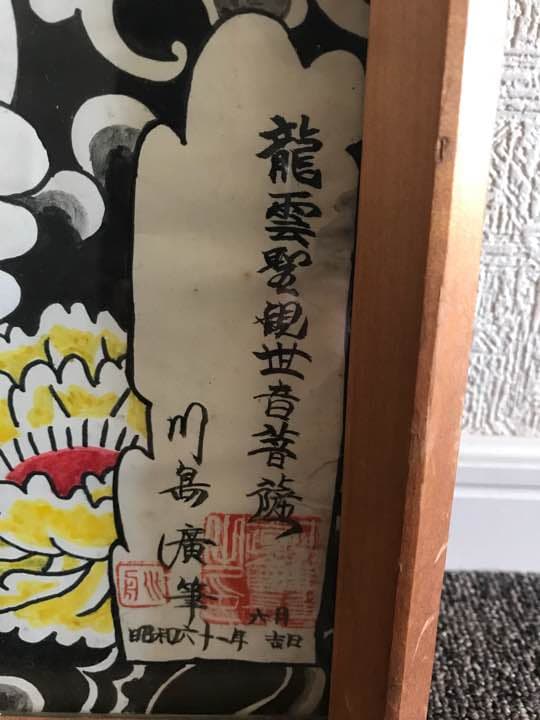 龍雲聖観世音菩薩
川島廣筆
昭和六十一年
六月
吉日